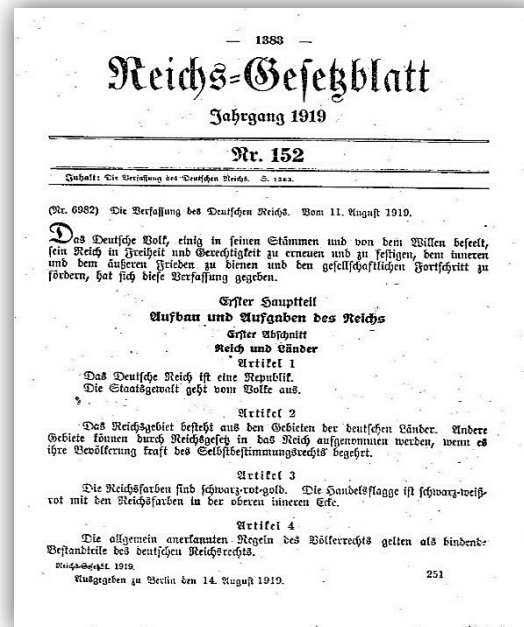 — 1383 —
Reichs-Gesetzblatt
Jahrgang 1919
Nr. 152
Inhalt: Die Verfassung des Deutschen Reichs. S. 1383.
(Nr. 6982) Die Verfassung des Deutschen Reichs. Vom 11. August 1919.
Das Deutsche Volk, einig in seinen Stämmen und von dem Willen beseelt,
sein Reich in Freiheit und Gerechtigkeit zu erneuen und zu festigen, dem inneren
und dem äußeren Frieden zu dienen und den gesellschaftlichen Fortschritt zu
fördern, hat sich diese Verfassung gegeben.
Erster Hauptteil
Aufbau und Aufgaben des Reichs
Erster Abschnitt
Reich und Länder
Artikel 1
Das Deutsche Reich ist eine Republik.
Die Staatsgewalt geht vom Volke aus.
Artikel 2
Das Reichsgebiet besteht aus den Gebieten der deutschen Länder. Andere
Gebiete können durch Reichsgesetz in das Reich aufgenommen werden, wenn es
ihre Bevölkerung kraft des Selbstbestimmungsrechts begehrt.
Artikel 3
Die Reichsfarben sind schwarz-rot-gold. Die Handelsflagge ist schwarz-weiß-
rot mit den Reichsfarben in der oberen inneren Ecke.
Artikel 4
Die allgemein anerkannten Regeln des Völkerrechts gelten als bindende
Bestandteile des deutschen Reichsrechts.
Reichs-Gesetzbl. 1919. 251
Ausgegeben zu Berlin den 14. August 1919.